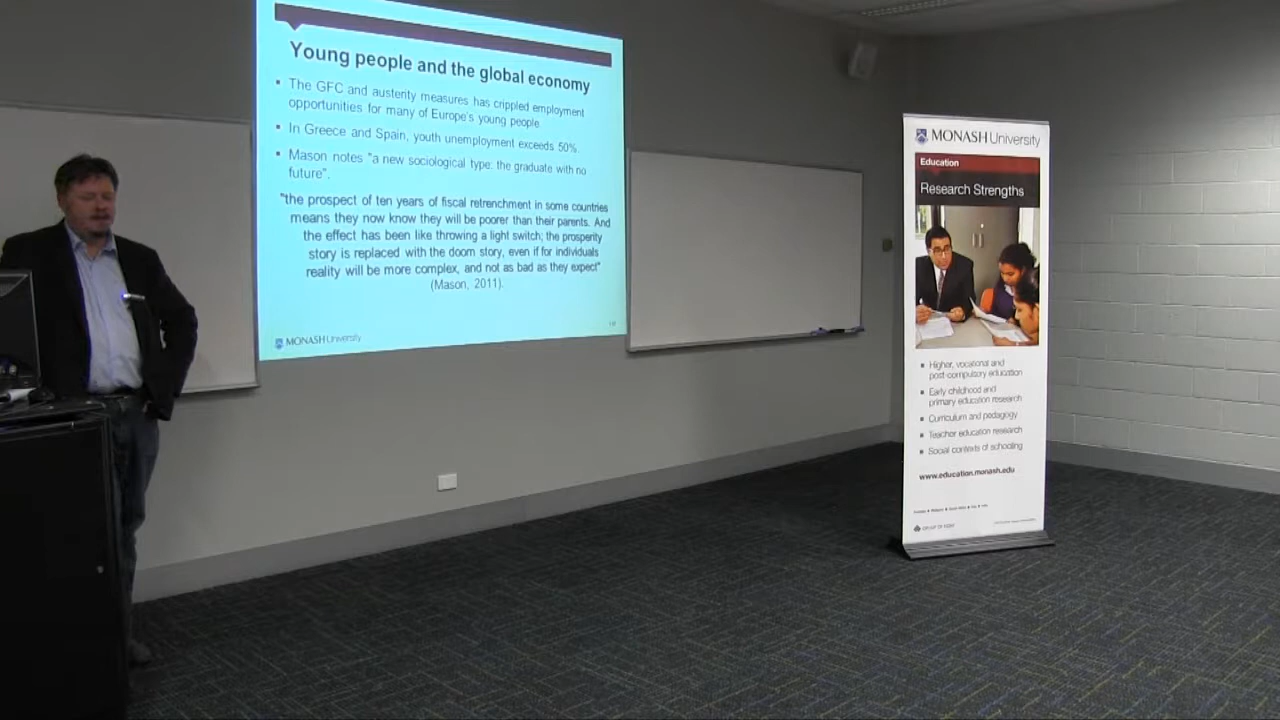 Young people and the global economy
▪ The GFC and austerity measures has crippled employment
opportunities for many of Europe's young people
▪ In Greece and Spain, youth unemployment exceeds 50%.
▪ Mason notes "a new sociological type: the graduate with no
future".
"the prospect of ten years of fiscal retrenchment in some countries
means they now know they will be poorer than their parents. And
the effect has been like throwing a light switch; the prosperity
story is replaced with the doom story, even if for individuals
reality will be more complex, and not as bad as they expect"
(Mason, 2011).
MONASH University
MONASH University
Education
Research Strengths
▪ Higher, vocational and
post-compulsory education
▪ Early childhood and
primary education research
▪ Curriculum and pedagogy
▪ Teacher education research
▪ Social contexts of schooling
www.education.monash.edu